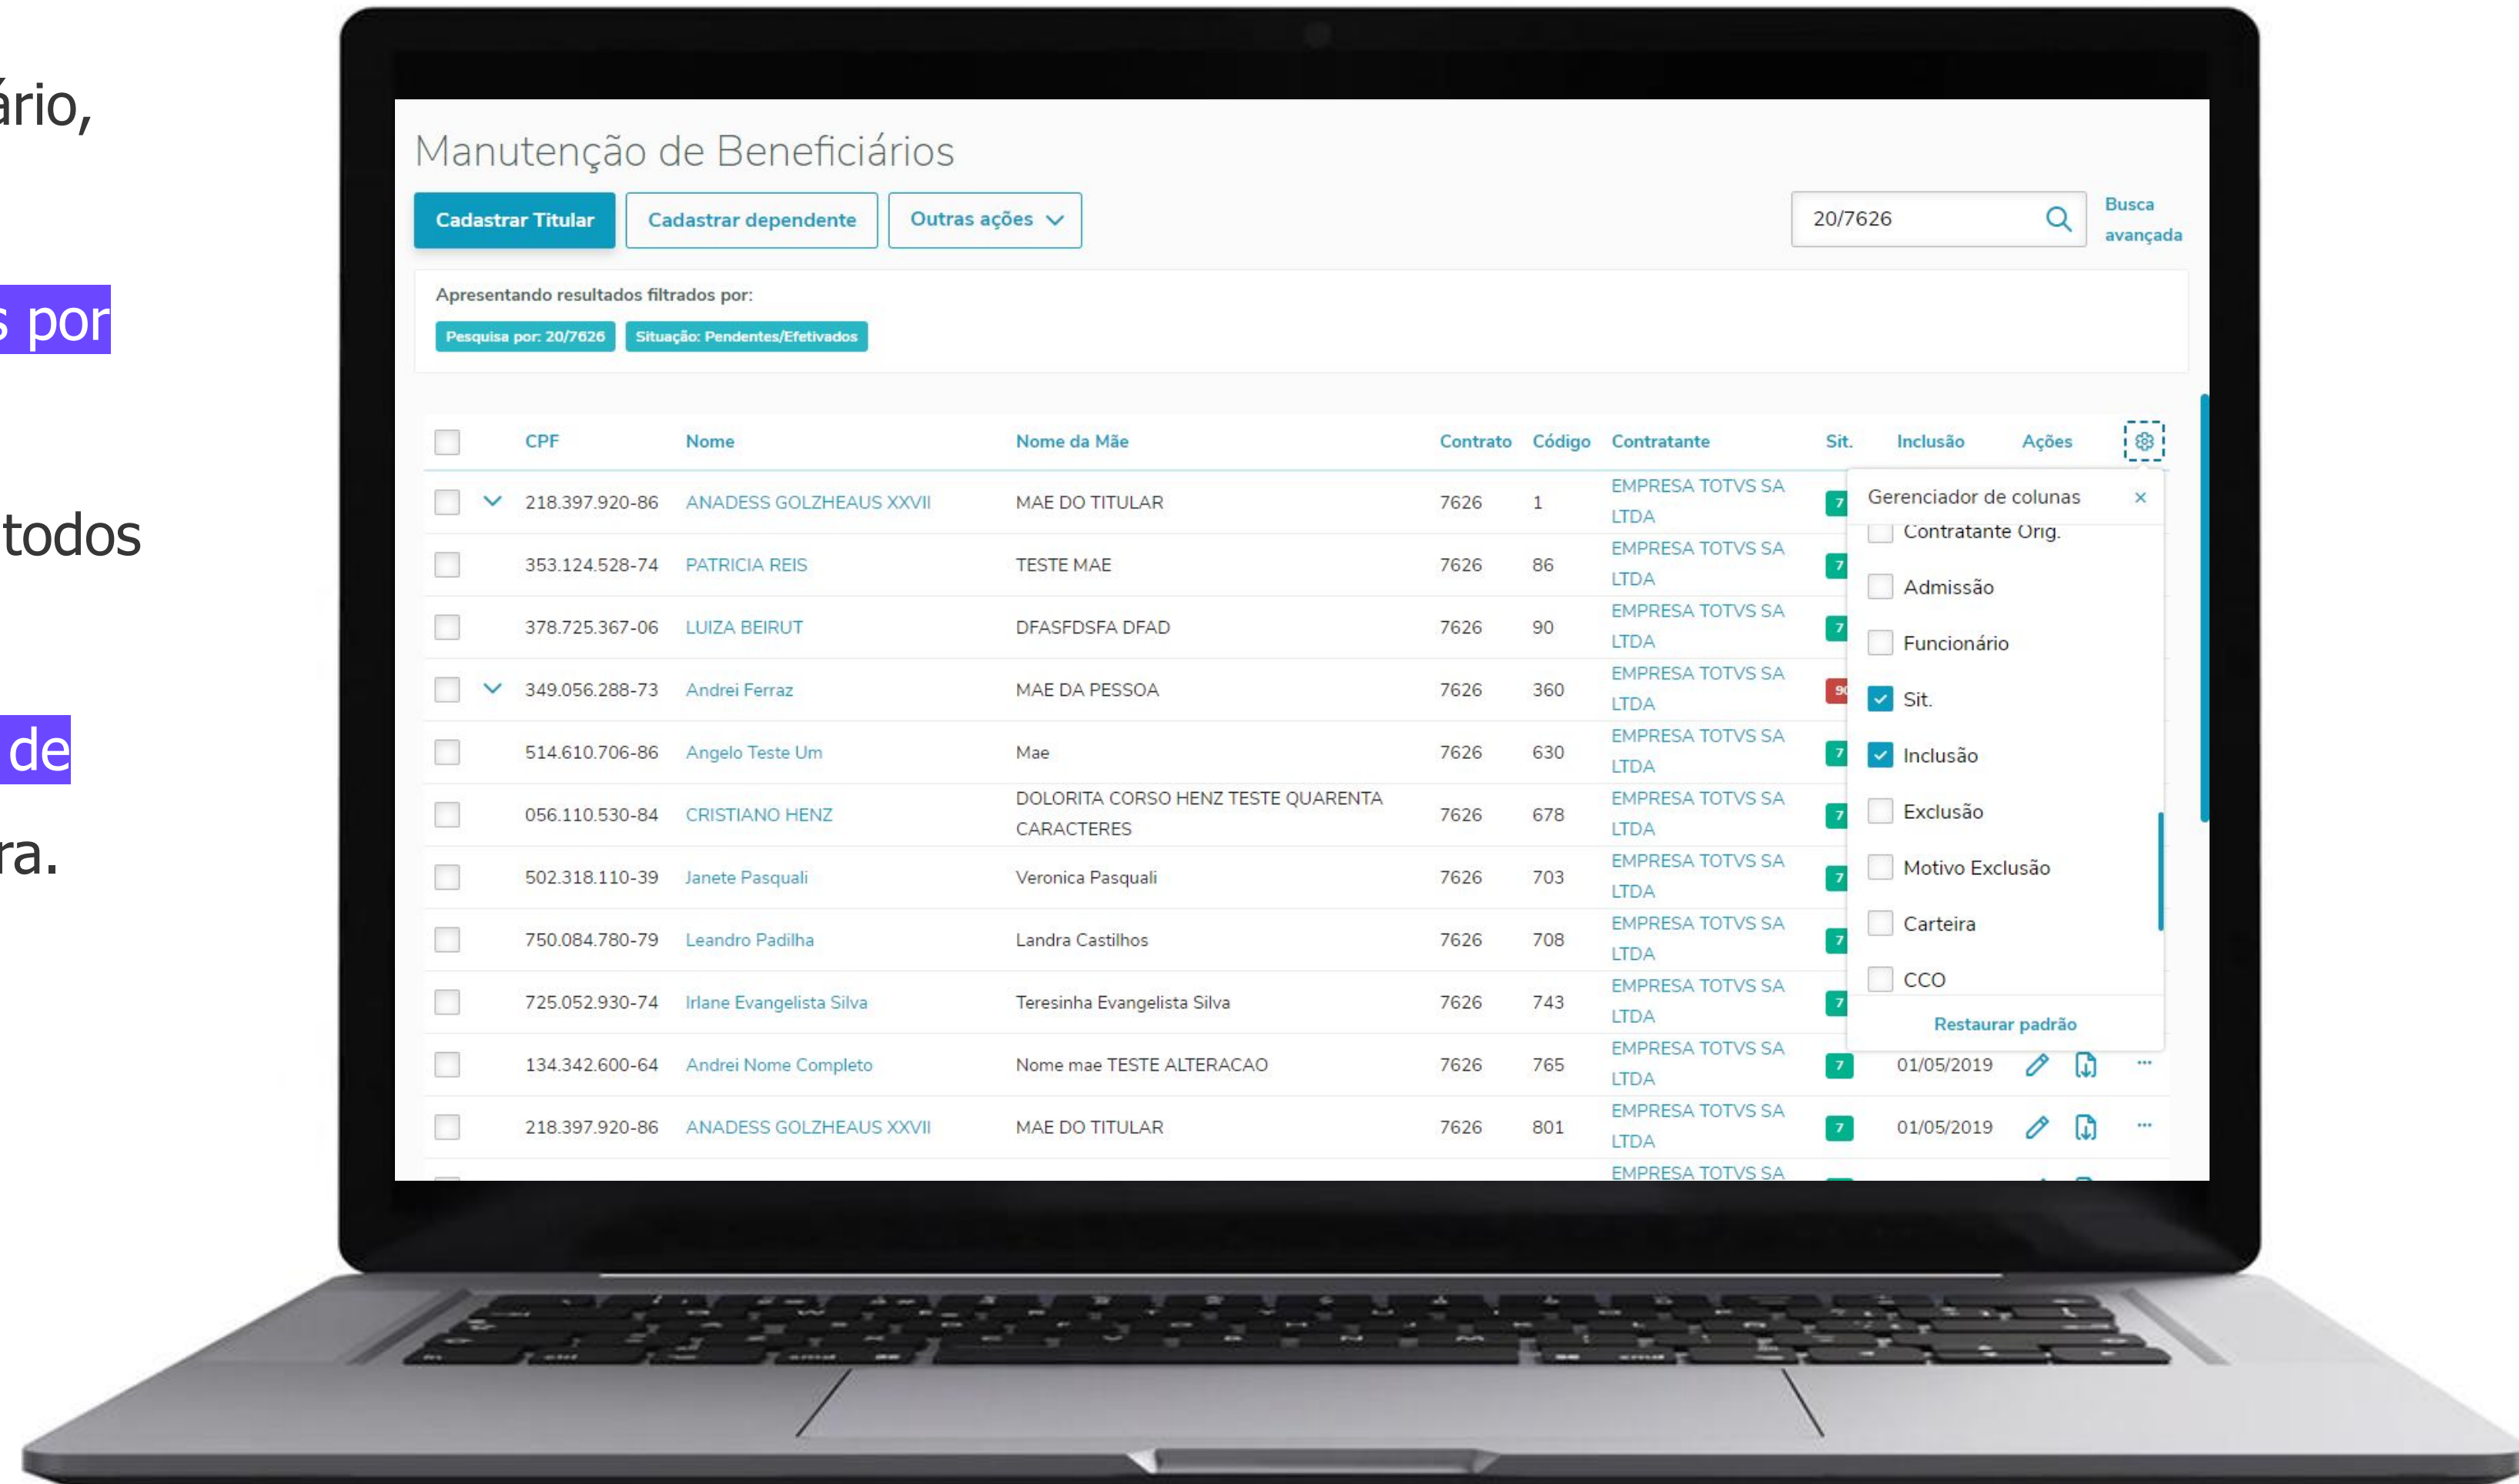 ário,
s por
todos
de
ra.
Manutenção de Beneficiários
Cadastrar Titular
Cadastrar dependente
Outras ações
20/7626
Busca
avançada
Apresentando resultados filtrados por:
Pesquisa por: 20/7626
Situação: Pendentes/Efetivados
CPF Nome Nome da Mãe Contrato Código Contratante Sit. Inclusão Ações
218.397.920-86 ANADESS GOLZHEAUS XXVII MAE DO TITULAR 7626 1 EMPRESA TOTVS SA
LTDA 7
353.124.528-74 PATRICIA REIS TESTE MAE 7626 86 EMPRESA TOTVS SA
LTDA 7
378.725.367-06 LUIZA BEIRUT DFASFDSFA DFAD 7626 90 EMPRESA TOTVS SA
LTDA 7
349.056.288-73 Andrei Ferraz MAE DA PESSOA 7626 360 EMPRESA TOTVS SA
LTDA 90
514.610.706-86 Angelo Teste Um Mae 7626 630 EMPRESA TOTVS SA
LTDA 7
056.110.530-84 CRISTIANO HENZ DOLORITA CORSO HENZ TESTE QUARENTA
CARACTERES 7626 678 EMPRESA TOTVS SA
LTDA 7
502.318.110-39 Janete Pasquali Veronica Pasquali 7626 703 EMPRESA TOTVS SA
LTDA 7
750.084.780-79 Leandro Padilha Landra Castilhos 7626 708 EMPRESA TOTVS SA
LTDA 7
725.052.930-74 Irlane Evangelista Silva Teresinha Evangelista Silva 7626 743 EMPRESA TOTVS SA
LTDA 7
134.342.600-64 Andrei Nome Completo Nome mae TESTE ALTERACAO 7626 765 EMPRESA TOTVS SA
LTDA 7 01/05/2019 ...
218.397.920-86 ANADESS GOLZHEAUS XXVII MAE DO TITULAR 7626 801 EMPRESA TOTVS SA
LTDA 7 01/05/2019 ...
EMPRESA TOTVS SA
Gerenciador de colunas ×
Contratante Orig.
Admissão
Funcionário
Sit.
Inclusão
Exclusão
Motivo Exclusão
Carteira
CCO
Restaurar padrão